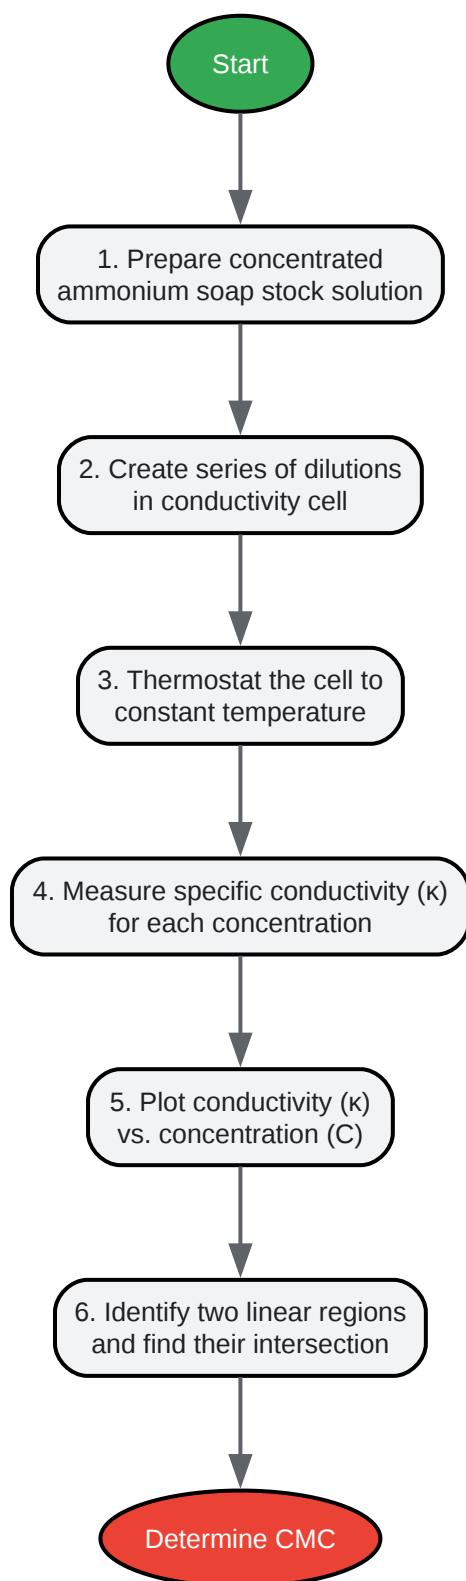 Start
1. Prepare concentrated
ammonium soap stock solution
2. Create series of dilutions
in conductivity cell
3. Thermostat the cell to
constant temperature
4. Measure specific conductivity (κ)
for each concentration
5. Plot conductivity (κ)
vs. concentration (C)
6. Identify two linear regions
and find their intersection
Determine CMC